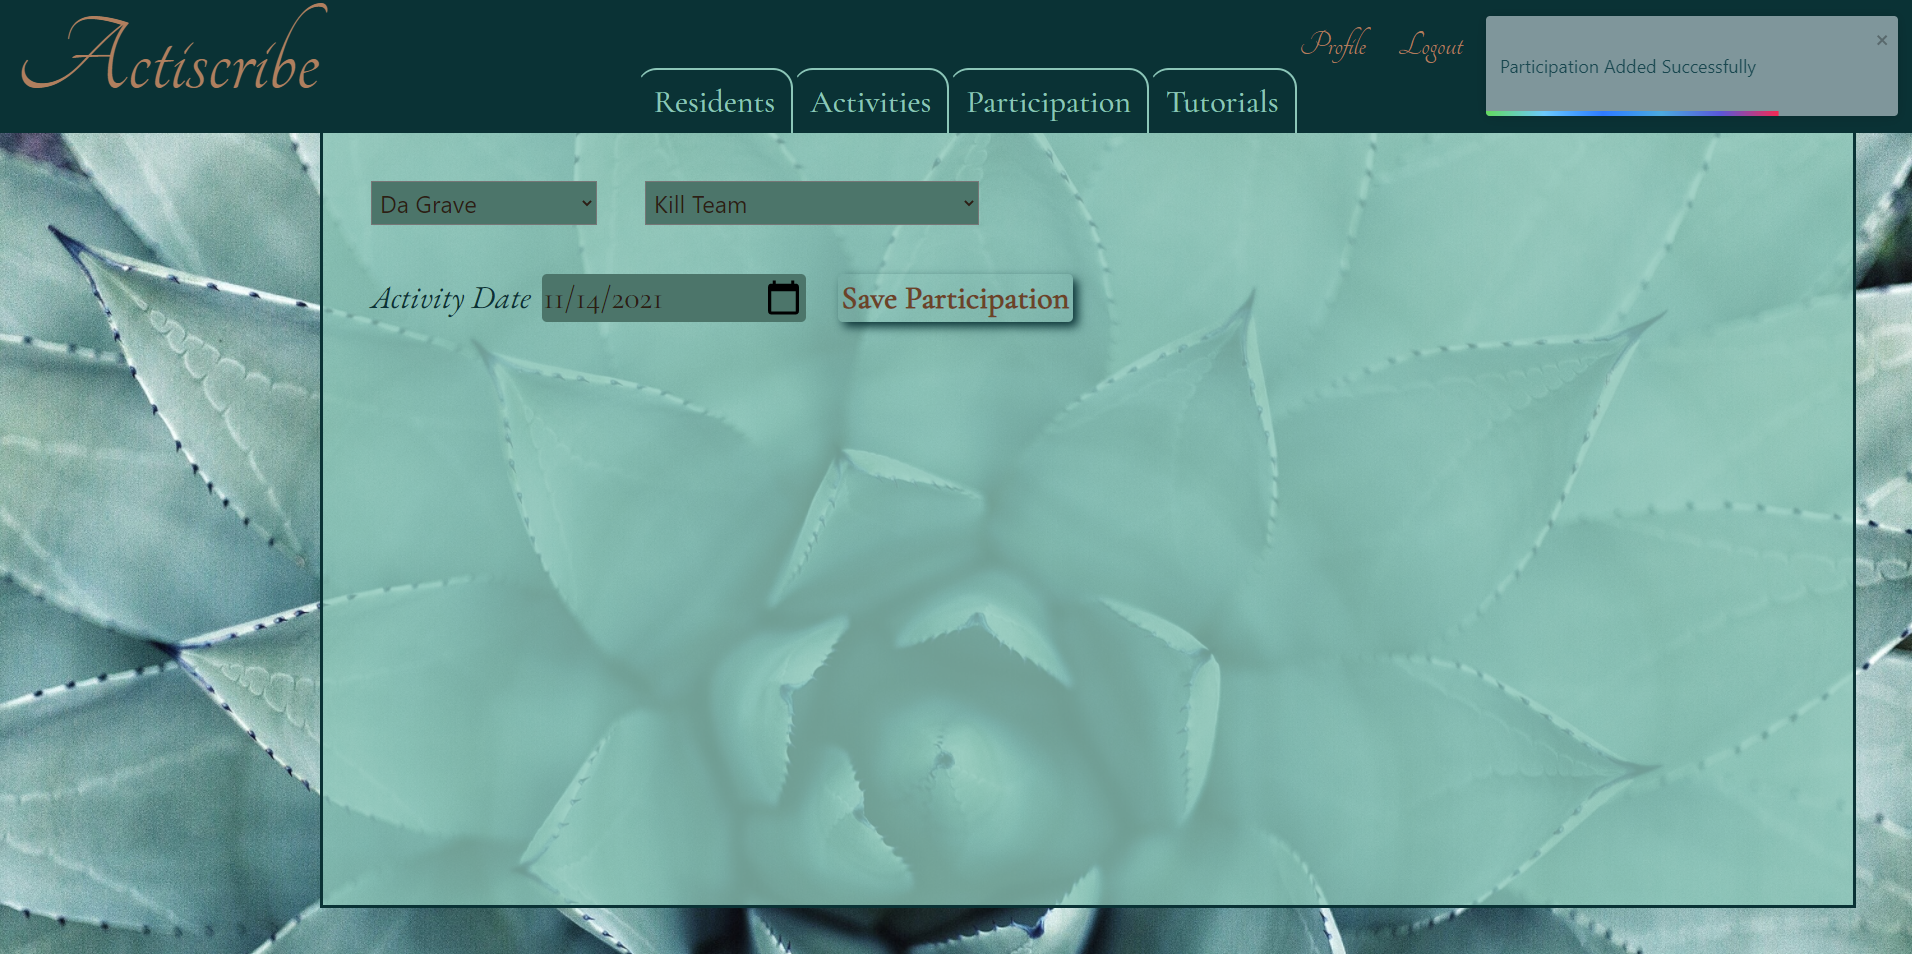 Actiscribe
Profile Logout
Residents Activities Participation Tutorials
Participation Added Successfully
×
Da Grave
Kill Team
Activity Date 11/14/2021
Save Participation